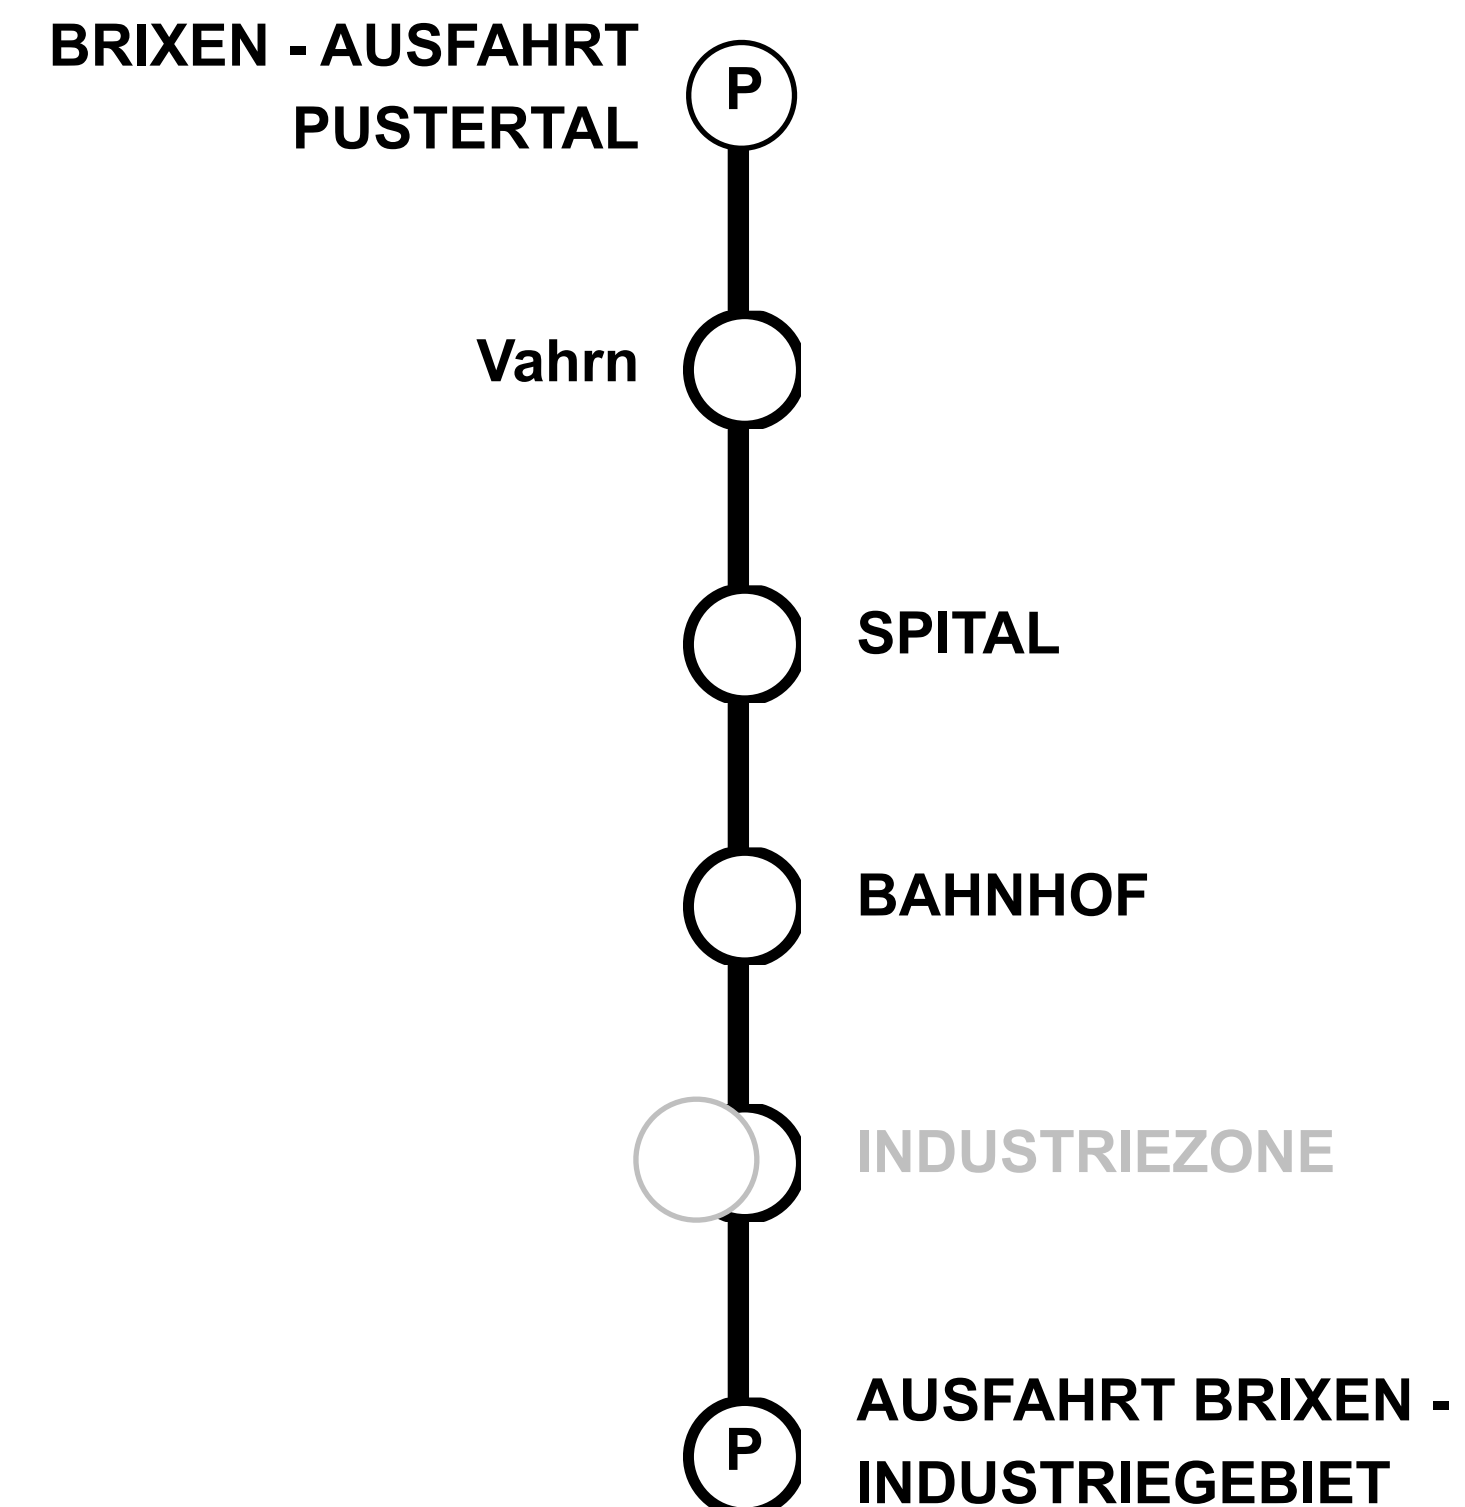 BRIXEN - AUSFAHRT
PUSTERTAL
P
Vahrn
SPITAL
BAHNHOF
INDUSTRIEZONE
AUSFAHRT BRIXEN -
INDUSTRIEGEBIET
P